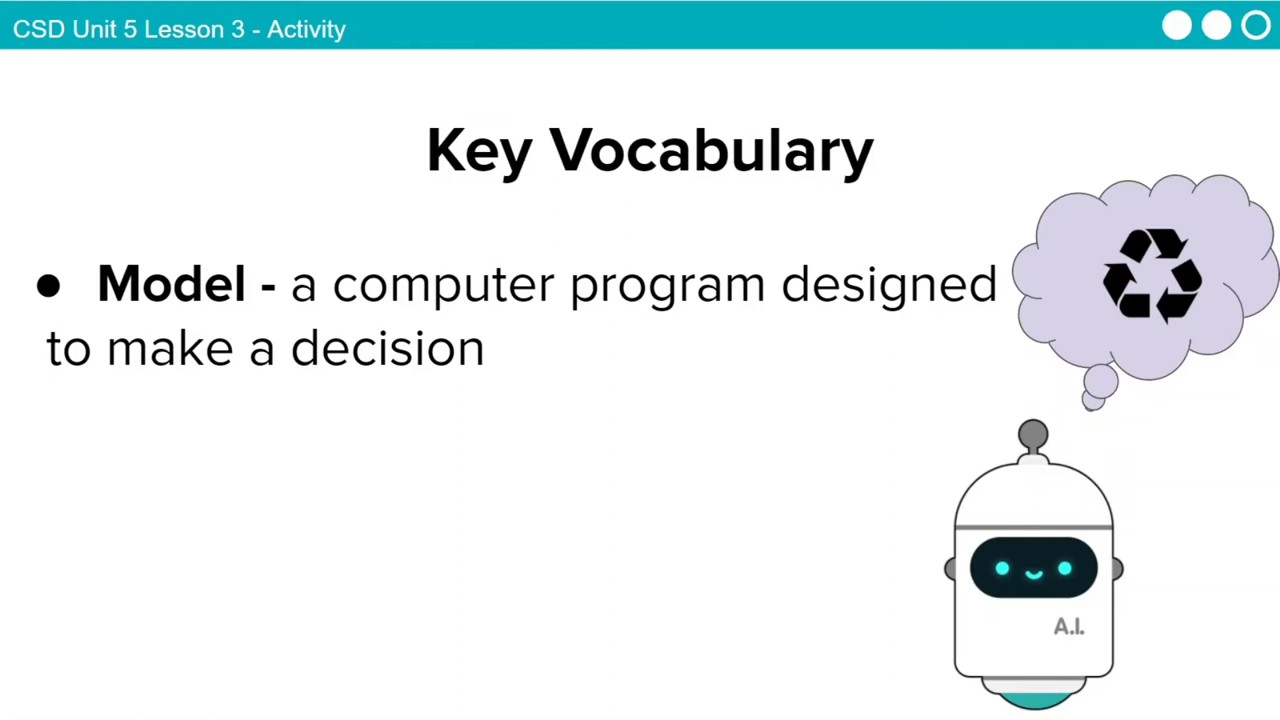 CSD Unit 5 Lesson 3 - Activity
Key Vocabulary
● Model - a computer program designed
to make a decision
A.I.